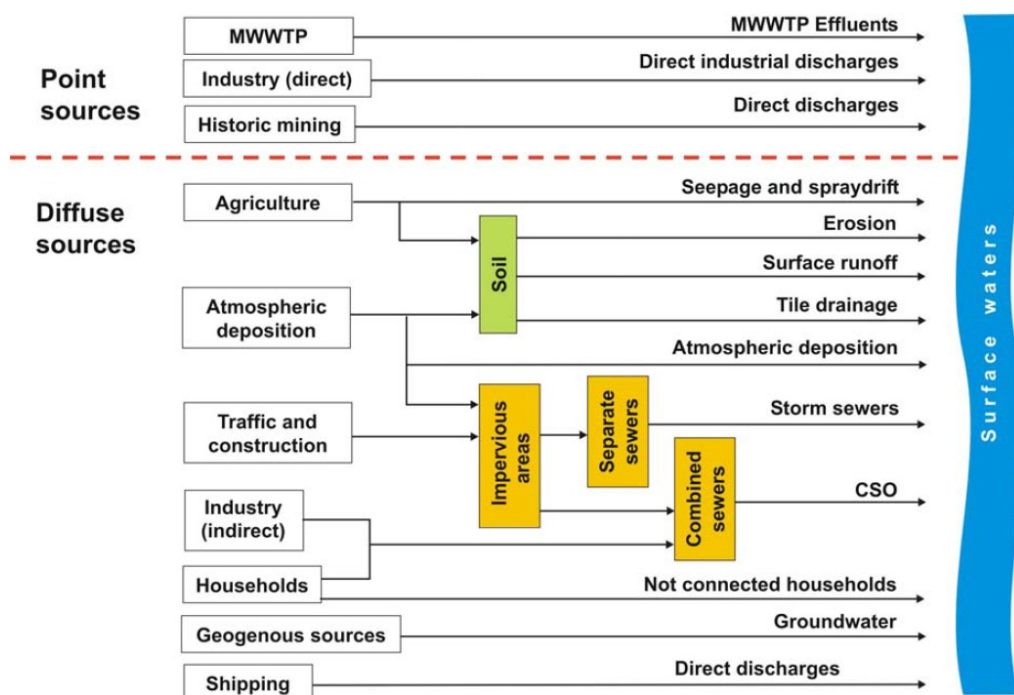 Point
sources
MWWTP
MWWTP Effluents
Industry (direct)
Direct industrial discharges
Historic mining
Direct discharges
Diffuse
sources
Agriculture
Seepage and spraydrift
Erosion
Soil
Surface runoff
Tile drainage
Atmospheric
deposition
Atmospheric deposition
Traffic and
construction
Impervious
areas
Separate
sewers
Storm sewers
Combined
sewers
CSO
Industry
(indirect)
Households
Not connected households
Geogenous sources
Groundwater
Shipping
Direct discharges
Surface waters